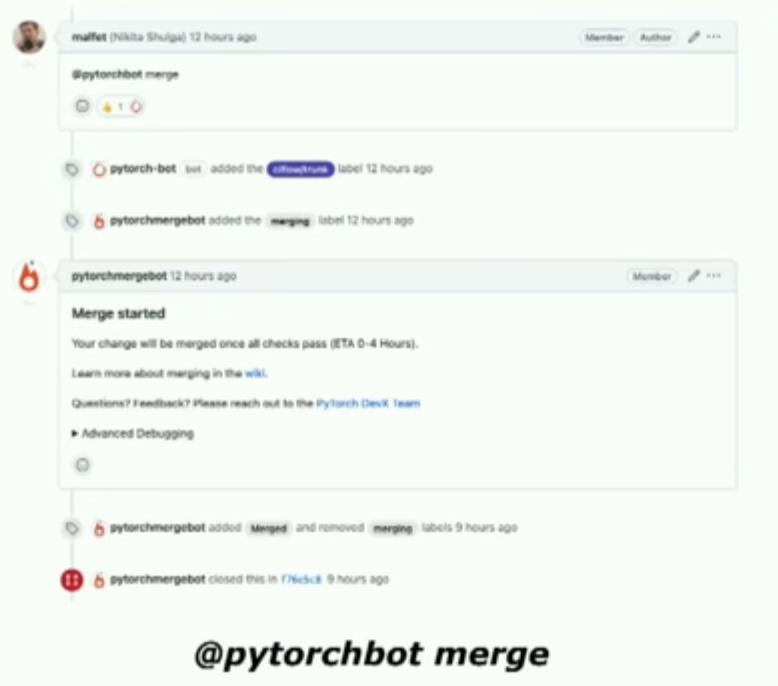 malfet (Nikita Shulga) 12 hours ago Member Author
@pytorchbot merge
1
pytorch-bot bot added the ciflow/trunk label 12 hours ago
pytorchmergebot added the merging label 12 hours ago
pytorchmergebot 12 hours ago Member
Merge started
Your change will be merged once all checks pass (ETA 0-4 Hours).
Learn more about merging in the wiki.
Questions? Feedback? Please reach out to the PyTorch DevX Team
Advanced Debugging
pytorchmergebot added Merged and removed merging labels 9 hours ago
pytorchmergebot closed this in f76c5c8 9 hours ago
@pytorchbot merge